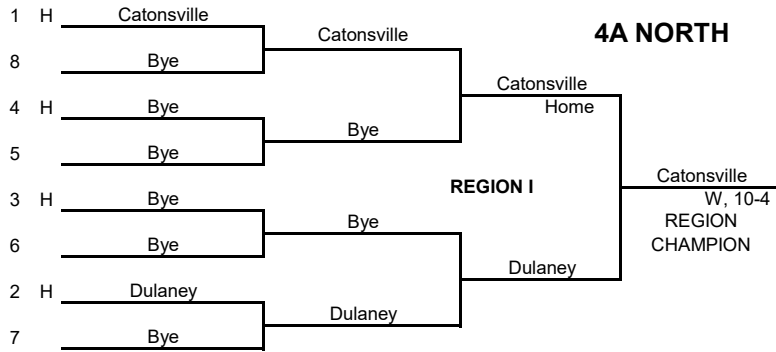 1 H Catonsville
Catonsville
4A NORTH
8 Bye
Catonsville
4 H Bye
Home
Bye
5 Bye
Catonsville
REGION I
3 H Bye
W, 10-4
Bye
REGION
6 Bye
CHAMPION
Dulaney
2 H Dulaney
Dulaney
7 Bye